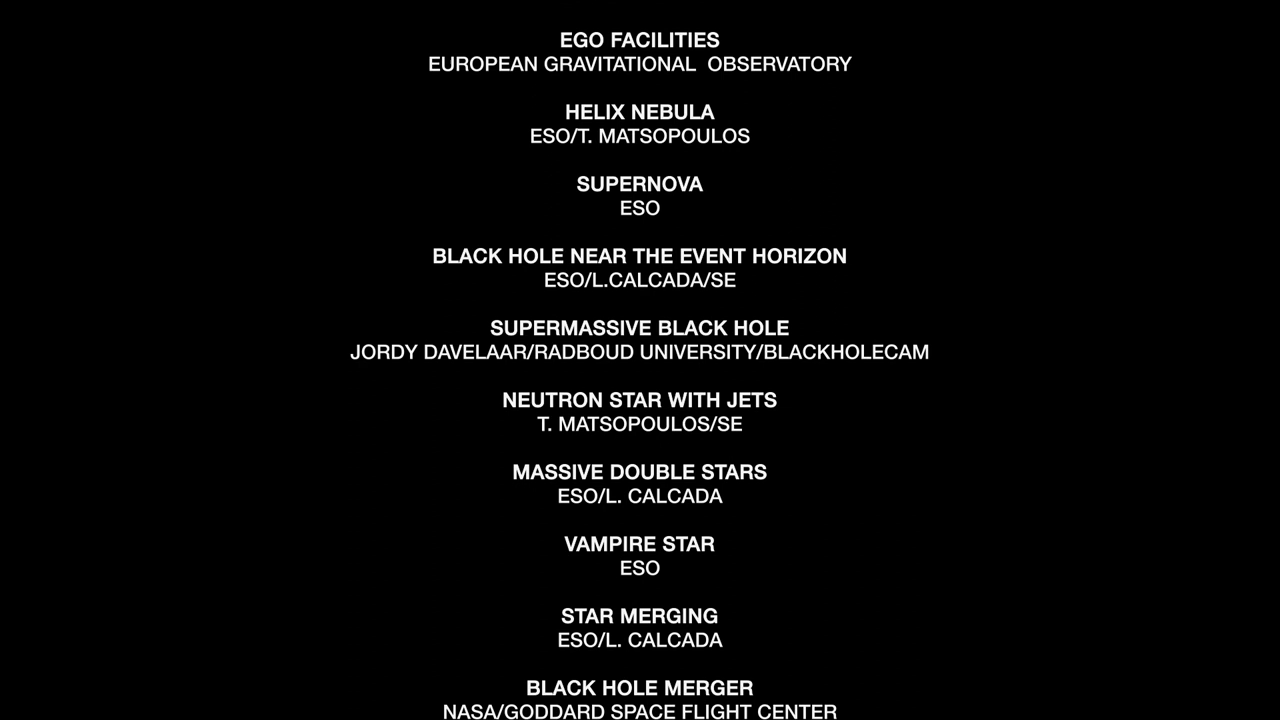 EGO FACILITIES
EUROPEAN GRAVITATIONAL  OBSERVATORY
HELIX NEBULA
ESO/T. MATSOPOULOS
SUPERNOVA
ESO
BLACK HOLE NEAR THE EVENT HORIZON
ESO/L.CALCADA/SE
SUPERMASSIVE BLACK HOLE
JORDY DAVELAAR/RADBOUD UNIVERSITY/BLACKHOLECAM
NEUTRON STAR WITH JETS
T. MATSOPOULOS/SE
MASSIVE DOUBLE STARS
ESO/L. CALCADA
VAMPIRE STAR
ESO
STAR MERGING
ESO/L. CALCADA
BLACK HOLE MERGER
NASA/GODDARD SPACE FLIGHT CENTER